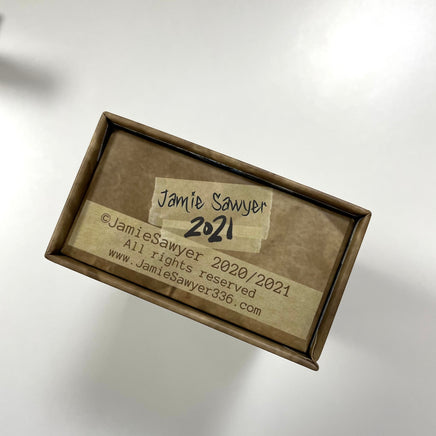 Jamie Sawyer
2021
©JamieSawyer 2020/2021
All rights reserved
www.JamieSawyer336.com